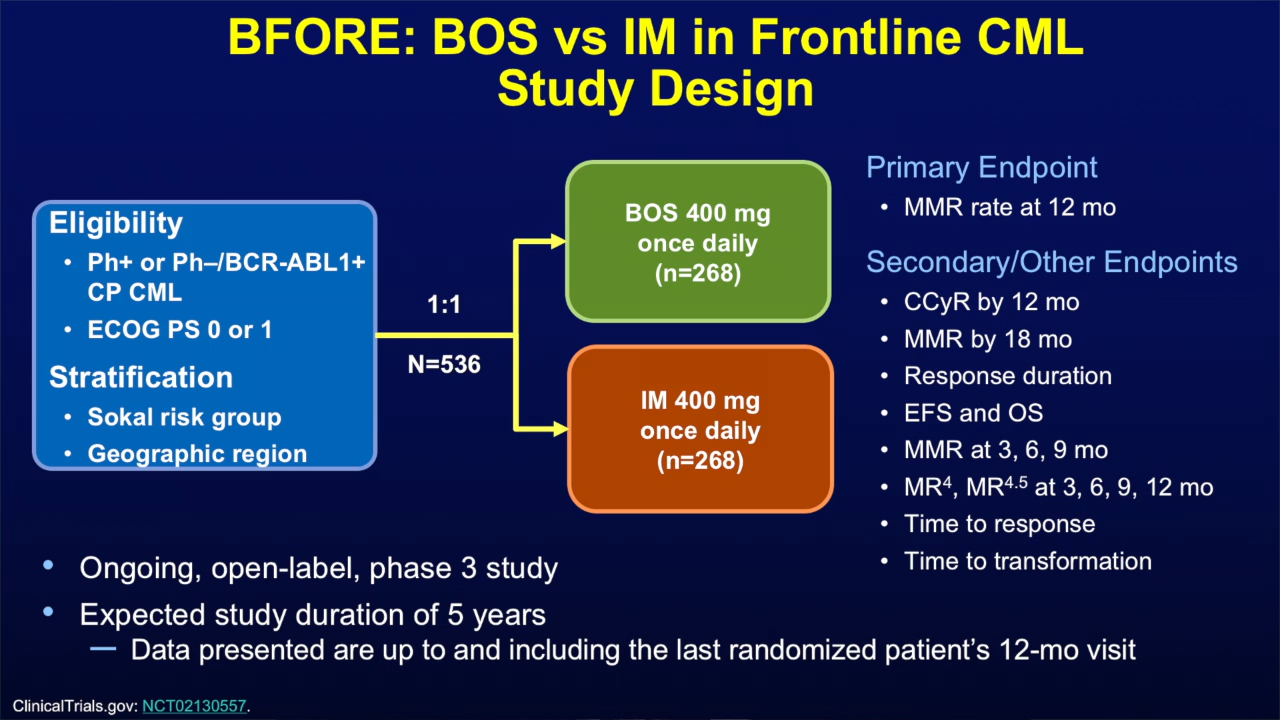 BFORE: BOS vs IM in Frontline CML
Study Design
Eligibility
• Ph+ or Ph–/BCR-ABL1+
CP CML
• ECOG PS 0 or 1
Stratification
• Sokal risk group
• Geographic region
1:1
N=536
BOS 400 mg
once daily
(n=268)
IM 400 mg
once daily
(n=268)
Primary Endpoint
• MMR rate at 12 mo
Secondary/Other Endpoints
• CCyR by 12 mo
• MMR by 18 mo
• Response duration
• EFS and OS
• MMR at 3, 6, 9 mo
• MR⁴, MR⁴·⁵ at 3, 6, 9, 12 mo
• Time to response
• Time to transformation
• Ongoing, open-label, phase 3 study
• Expected study duration of 5 years
— Data presented are up to and including the last randomized patient’s 12-mo visit
ClinicalTrials.gov: NCT02130557.